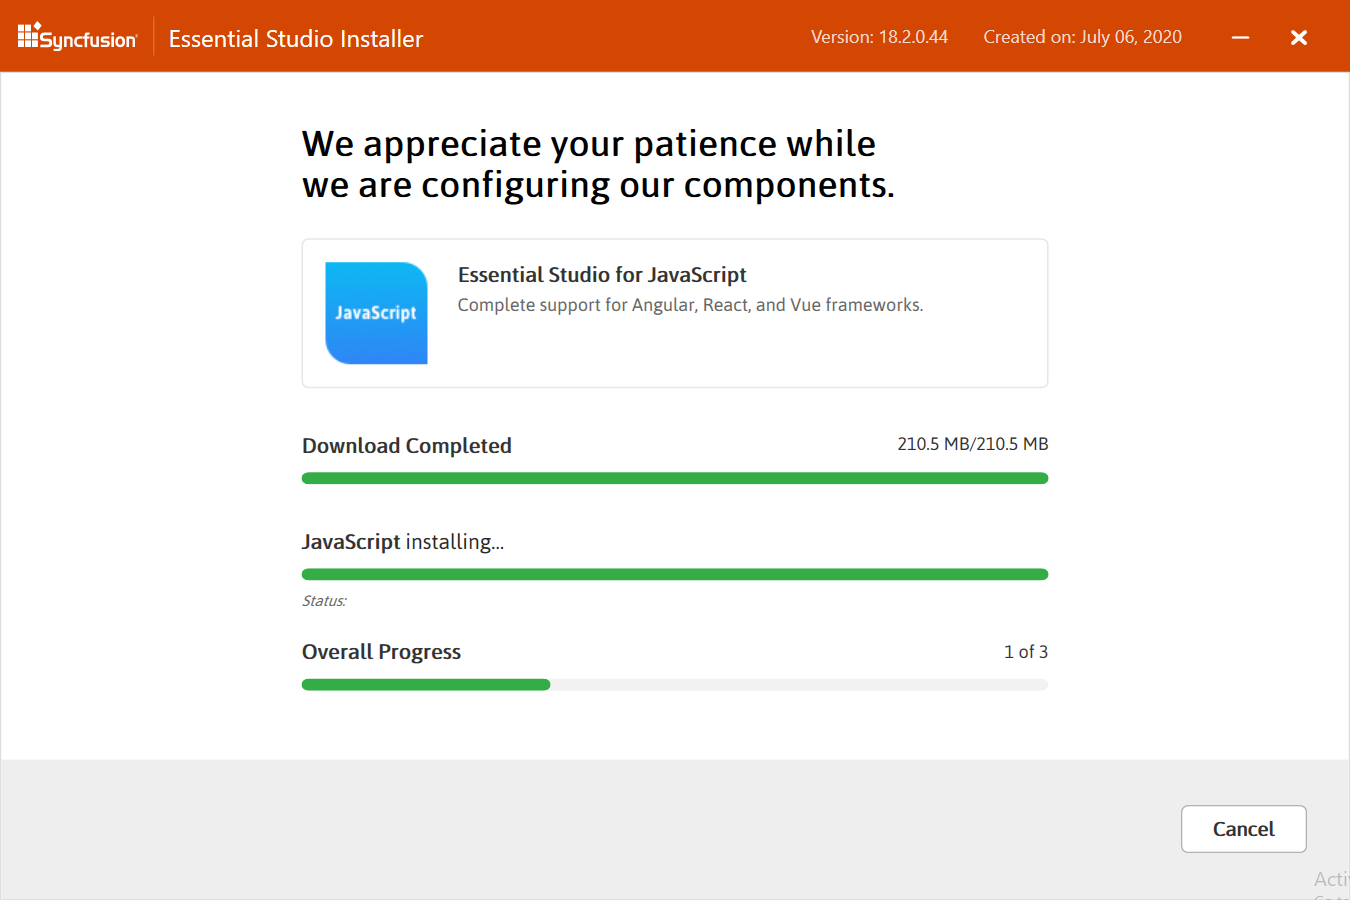 Syncfusion
Essential Studio Installer
Version: 18.2.0.44
Created on: July 06, 2020
We appreciate your patience while
we are configuring our components.
JavaScript
Essential Studio for JavaScript
Complete support for Angular, React, and Vue frameworks.
Download Completed
210.5 MB/210.5 MB
JavaScript installing...
Status:
Overall Progress
1 of 3
Cancel
Acti